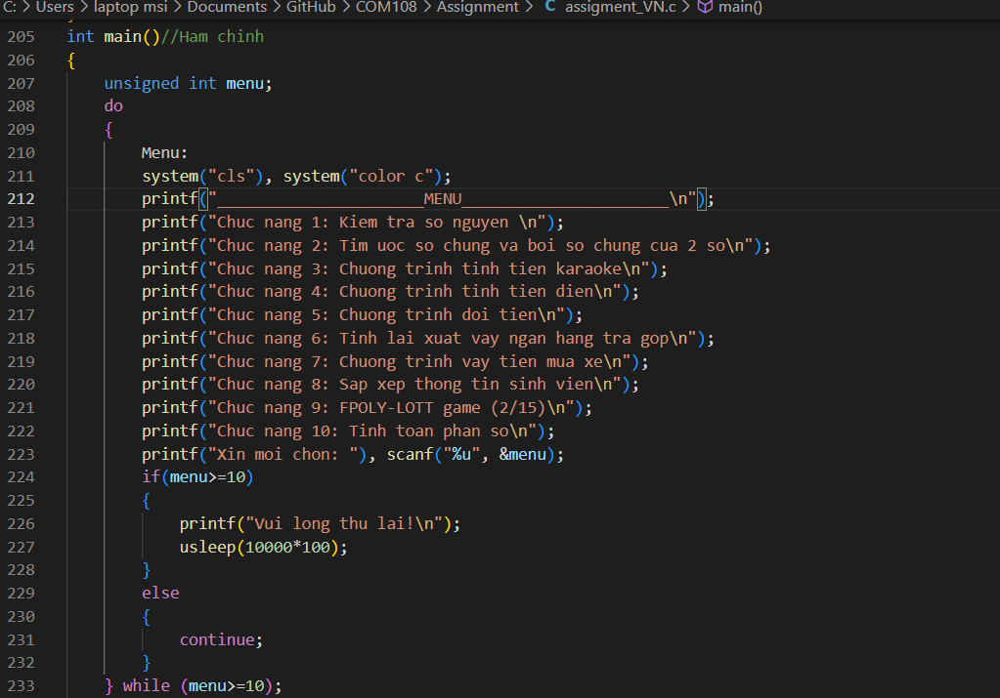 C: > Users > laptop msi > Documents > GitHub > COM108 > Assignment > C assigment_VN.c > main()
205 int main()//Ham chinh
206 {
207 unsigned int menu;
208 do
209 {
210 Menu:
211 system("cls"), system("color c");
212 printf("______________________MENU______________________\n");
213 printf("Chuc nang 1: Kiem tra so nguyen \n");
214 printf("Chuc nang 2: Tim uoc so chung va boi so chung cua 2 so\n");
215 printf("Chuc nang 3: Chuong trinh tinh tien karaoke\n");
216 printf("Chuc nang 4: Chuong trinh tinh tien dien\n");
217 printf("Chuc nang 5: Chuong trinh doi tien\n");
218 printf("Chuc nang 6: Tinh lai xuat vay ngan hang tra gop\n");
219 printf("Chuc nang 7: Chuong trinh vay tien mua xe\n");
220 printf("Chuc nang 8: Sap xep thong tin sinh vien\n");
221 printf("Chuc nang 9: FPOLY-LOTT game (2/15)\n");
222 printf("Chuc nang 10: Tinh toan phan so\n");
223 printf("Xin moi chon: "), scanf("%u", &menu);
224 if(menu>=10)
225 {
226 printf("Vui long thu lai!\n");
227 usleep(10000*100);
228 }
229 else
230 {
231 continue;
232 }
233 } while (menu>=10);